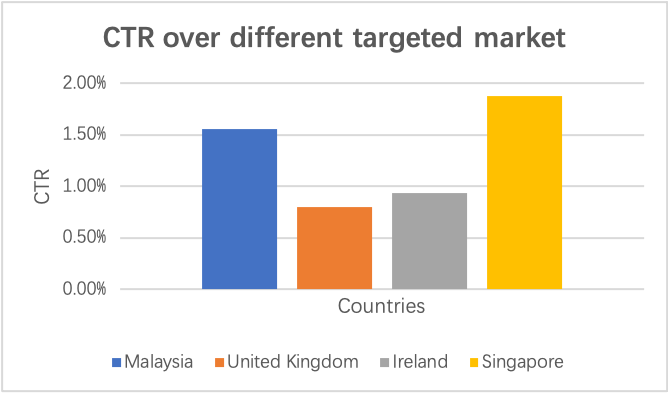 CTR over different targeted market
2.00%
1.50%
1.00%
0.50%
0.00%
CTR
Countries
Malaysia United Kingdom Ireland Singapore